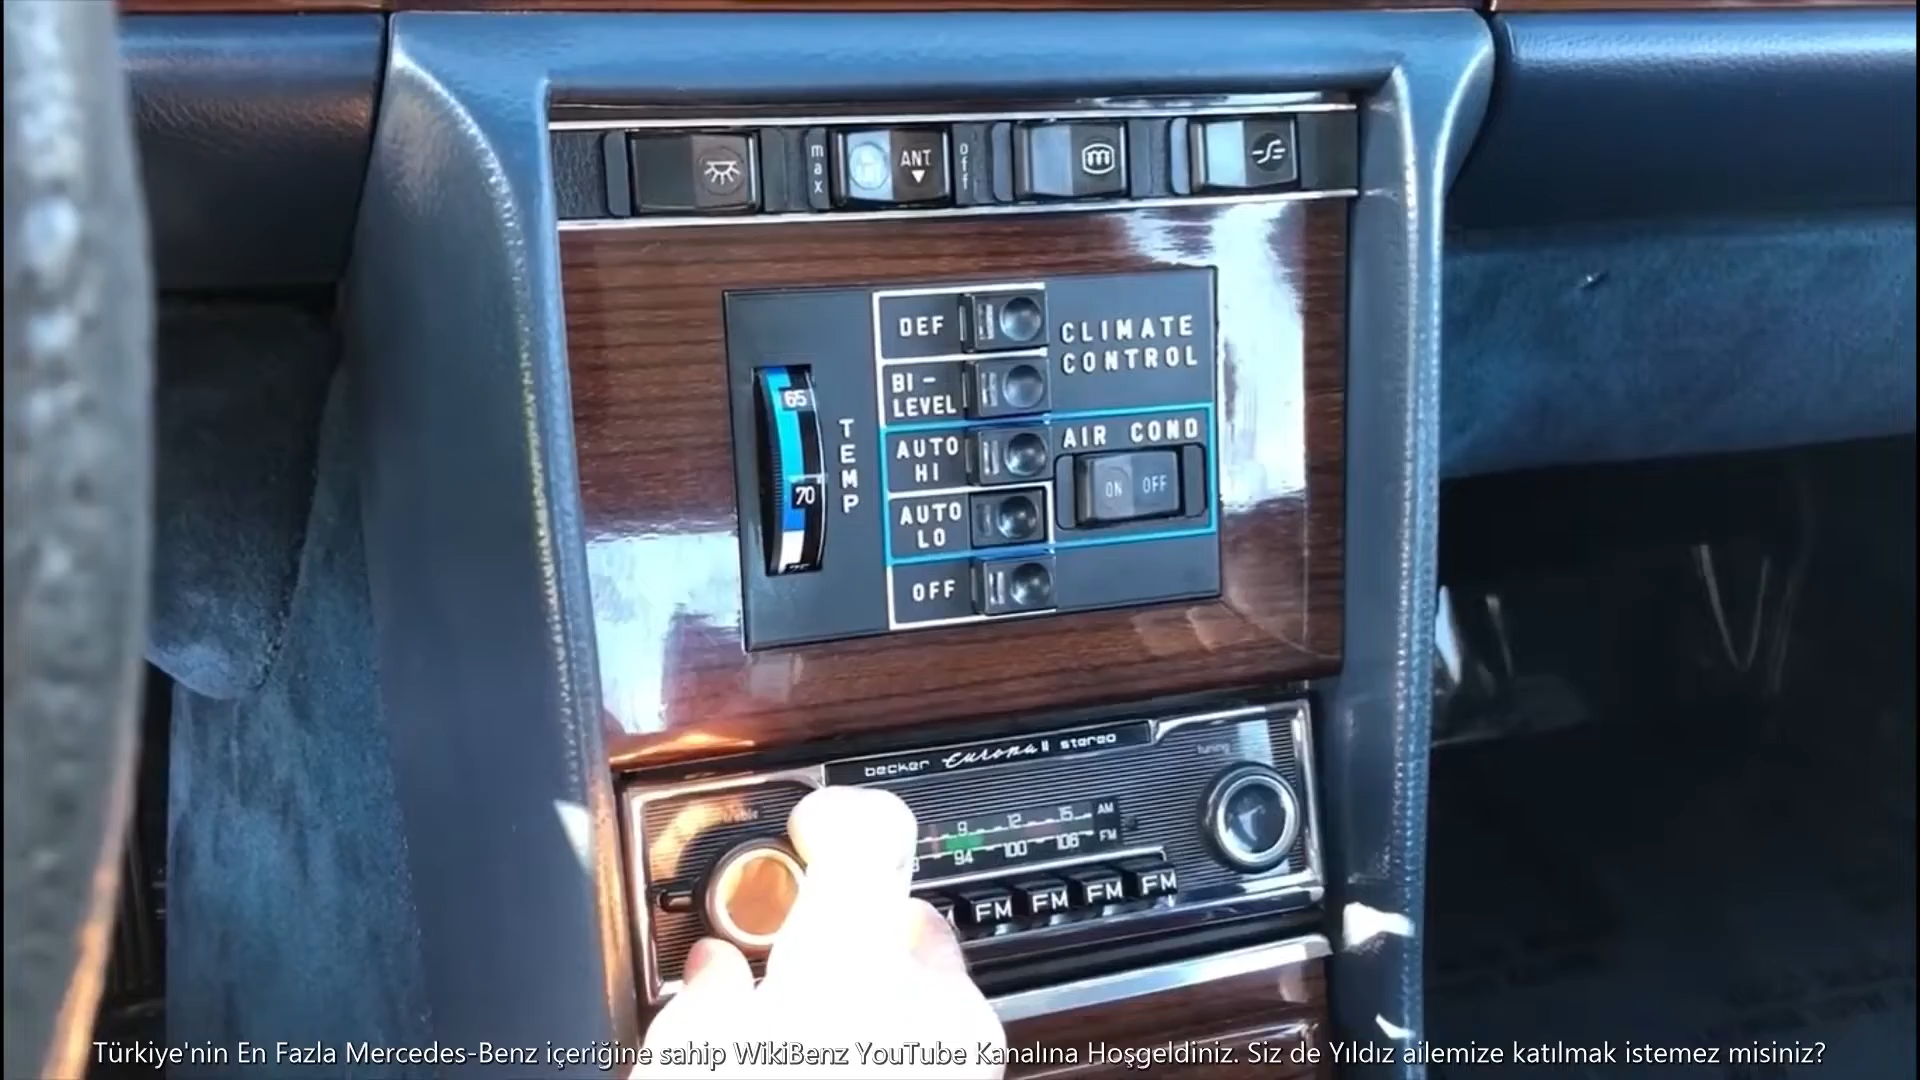 max
ANT
off
DEF
CLIMATE
CONTROL
BI-
LEVEL
65
TEMP
70
AUTO
HI
AIR COND
ON OFF
AUTO
LO
OFF
becker Europa II stereo
tuning
9 12 15 AM
94 100 106 FM
FM FM FM FM
Türkiye'nin En Fazla Mercedes-Benz içeriğine sahip WikiBenz YouTube Kanalına Hoşgeldiniz. Siz de Yıldız ailemize katılmak istemez misiniz?